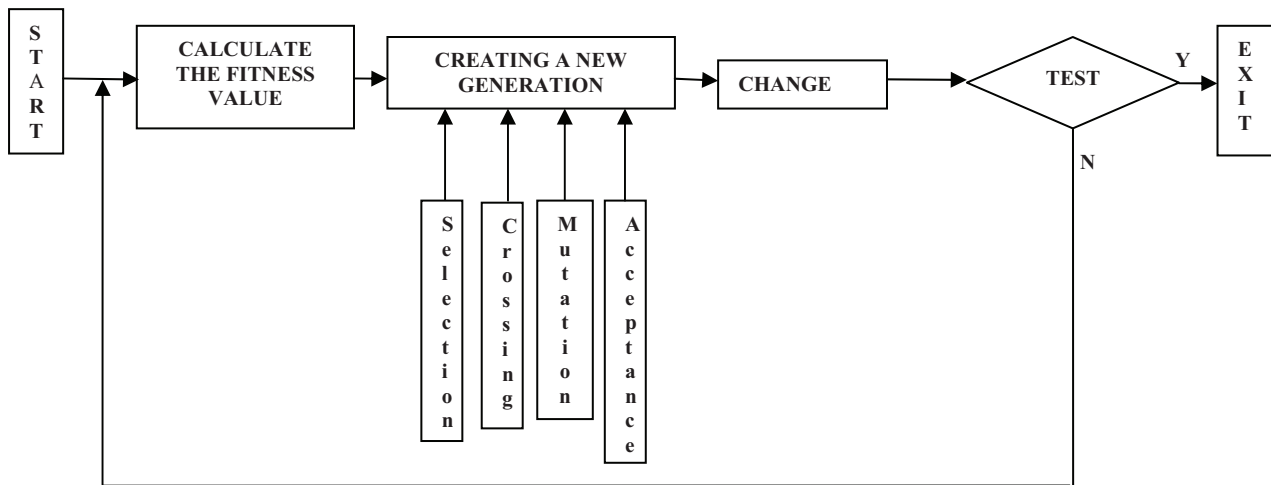 START
CALCULATE
THE FITNESS
VALUE
CREATING A NEW
GENERATION
CHANGE
TEST
Y
EXIT
N
Selection
Crossing
Mutation
Acceptance